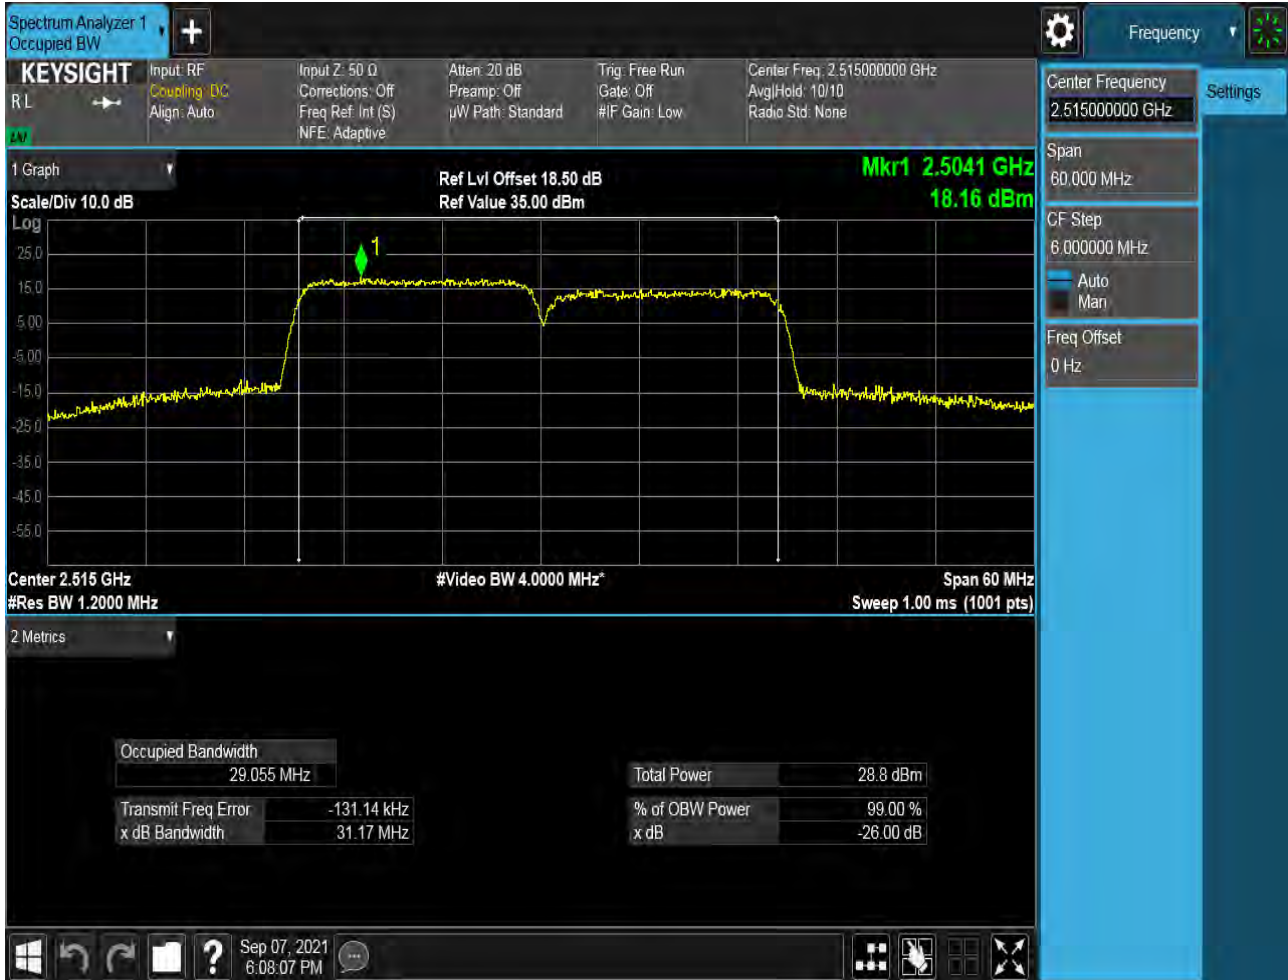 Spectrum Analyzer 1
Occupied BW
Frequency
KEYSIGHT
R L
LNI
Input: RF
Coupling: DC
Align: Auto
Input Z: 50 Ω
Corrections: Off
Freq Ref: Int (S)
NFE: Adaptive
Atten: 20 dB
Preamp: Off
µW Path: Standard
Trig: Free Run
Gate: Off
#IF Gain: Low
Center Freq: 2.515000000 GHz
Avg|Hold: 10/10
Radio Std: None
Center Frequency
2.515000000 GHz
Settings
Span
60.000 MHz
CF Step
6.000000 MHz
Auto
Man
Freq Offset
0 Hz
1 Graph
Scale/Div 10.0 dB
Ref Lvl Offset 18.50 dB
Ref Value 35.00 dBm
Mkr1 2.5041 GHz
18.16 dBm
Log
25.0
15.0
5.00
-5.00
-15.0
-25.0
-35.0
-45.0
-55.0
1
Center 2.515 GHz
#Video BW 4.0000 MHz*
Span 60 MHz
#Res BW 1.2000 MHz
Sweep 1.00 ms (1001 pts)
2 Metrics
Occupied Bandwidth
29.055 MHz
Transmit Freq Error -131.14 kHz
x dB Bandwidth 31.17 MHz
Total Power 28.8 dBm
% of OBW Power 99.00 %
x dB -26.00 dB
?
Sep 07, 2021
6:08:07 PM